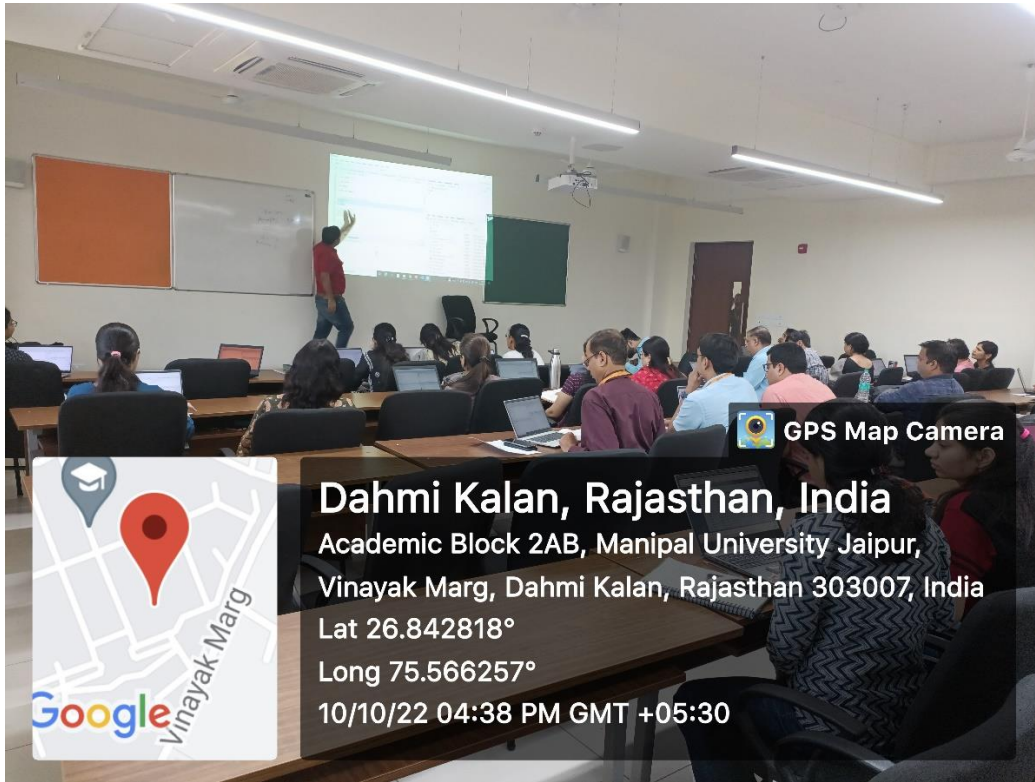 GPS Map Camera
Dahmi Kalan, Rajasthan, India
Academic Block 2AB, Manipal University Jaipur,
Vinayak Marg, Dahmi Kalan, Rajasthan 303007, India
Lat 26.842818°
Long 75.566257°
10/10/22 04:38 PM GMT +05:30
Vinayak Marg
Google